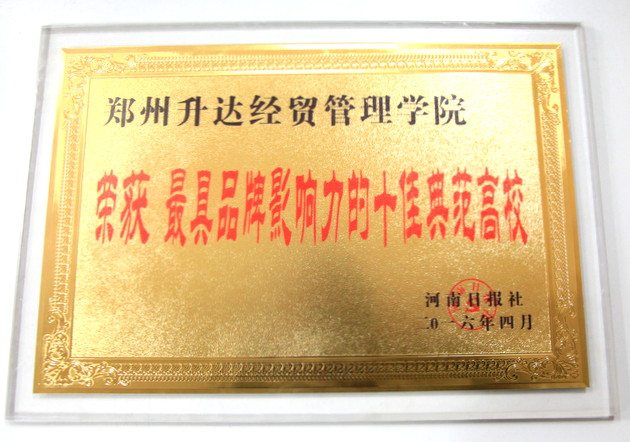 郑州升达经贸管理学院
荣获 最具品牌影响力的十佳典范高校
河南日报社
二0一六年四月